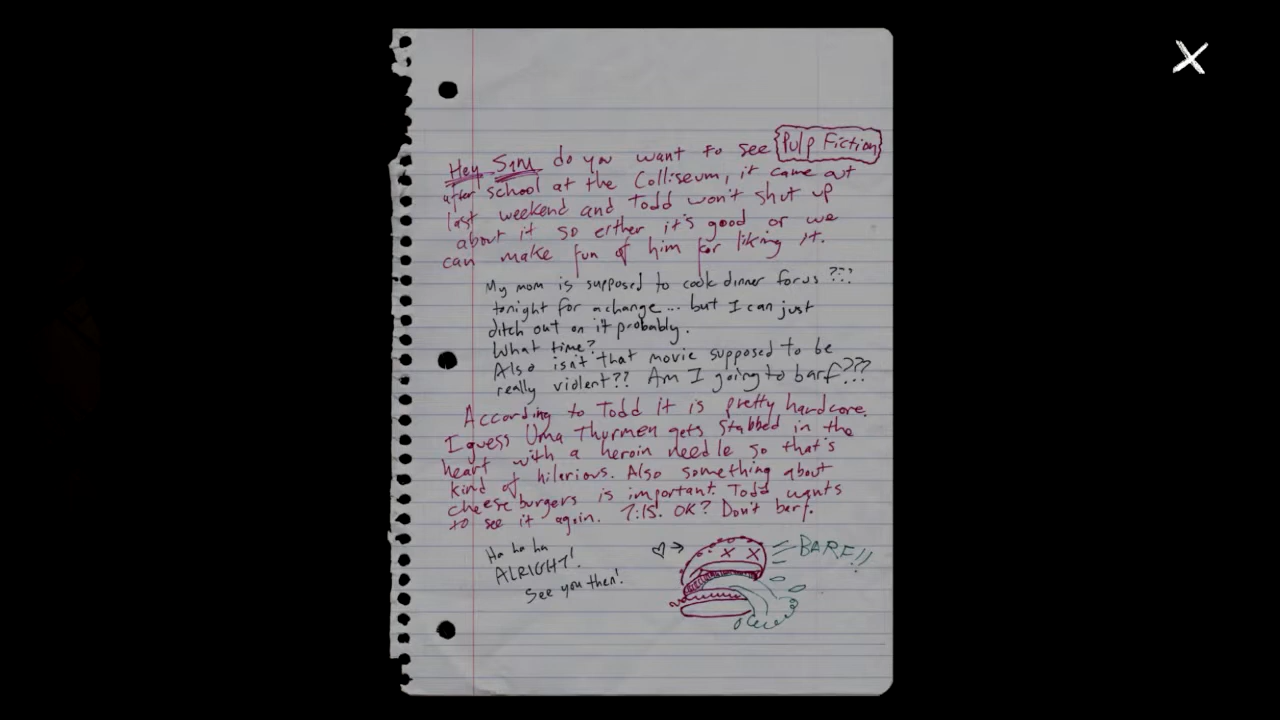 Hey Sam do you want to see Pulp Fiction
after school at the Colliseum, it came out
last weekend and Todd won't shut up
about it so either it's good or we
can make fun of him for liking it.
My mom is supposed to cook dinner for us ???
tonight for a change... but I can just
ditch out on it probably.
What time?
Also isn't that movie supposed to be
really violent?? Am I going to barf???
According to Todd it is pretty hardcore.
I guess Uma Thurmen gets stabbed in the
heart with a heroin needle so that's
kind of hilarious. Also something about
cheeseburgers is important. Todd wants
to see it again. 7:15. OK? Don't barf.
Ha ha ha
ALRIGHT!
See you then!
BARF!!